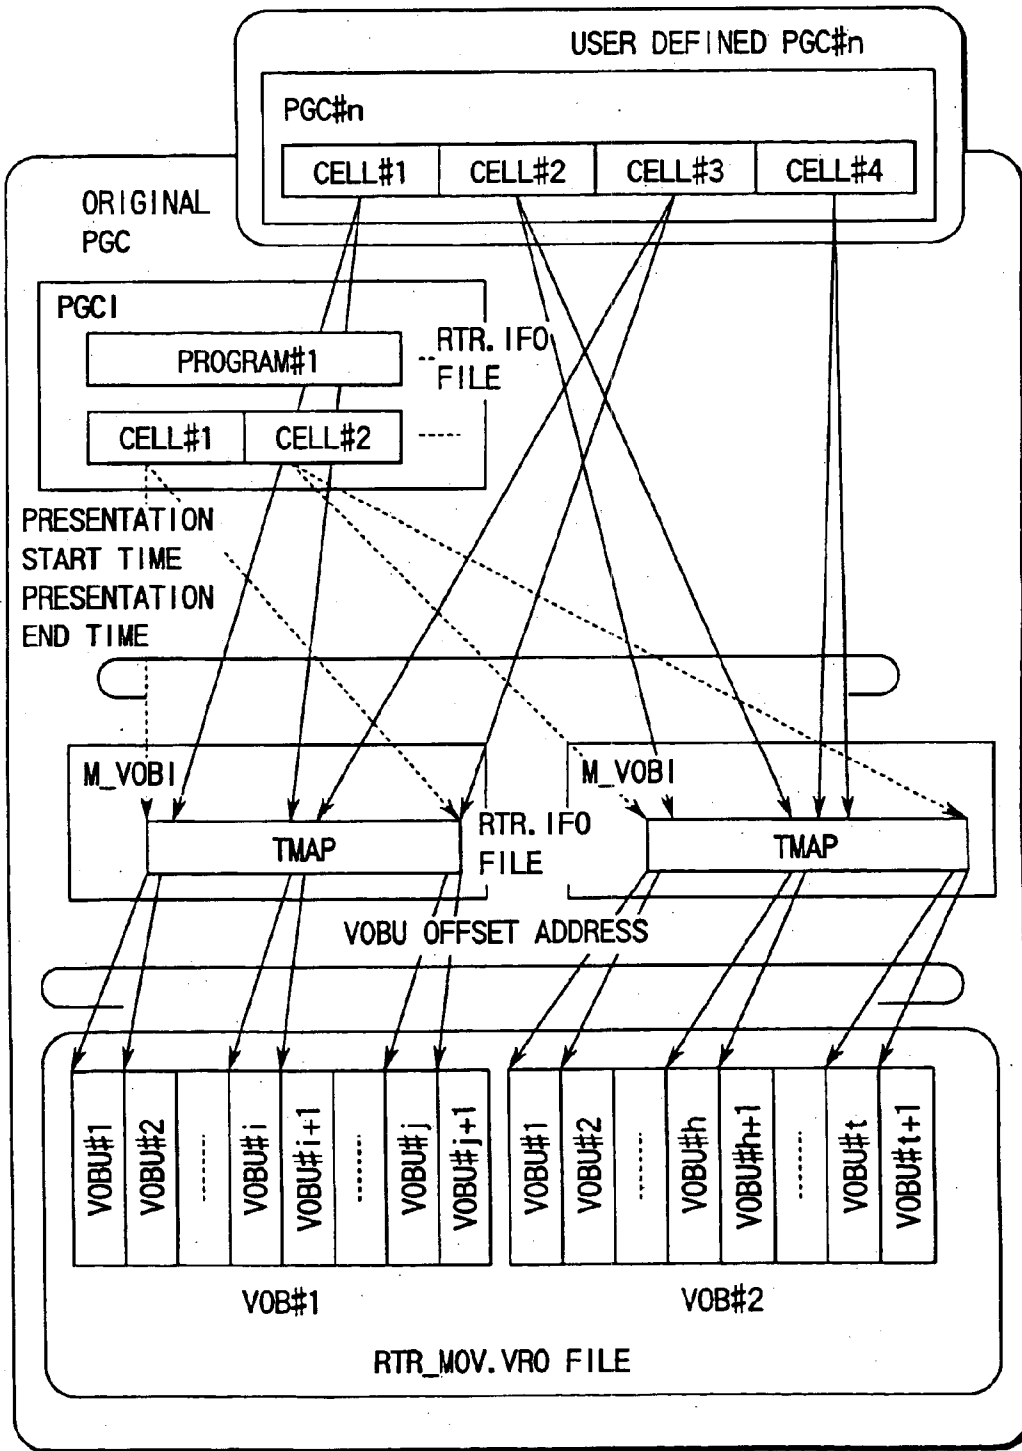 USER DEFINED PGC#n
PGC#n
CELL#1 CELL#2 CELL#3 CELL#4
ORIGINAL
PGC
PGCI
PROGRAM#1
RTR.IFO
FILE
CELL#1 CELL#2
PRESENTATION
START TIME
PRESENTATION
END TIME
M_VOBI
TMAP
RTR.IFO
FILE
M_VOBI
TMAP
VOBU OFFSET ADDRESS
VOBU#1
VOBU#2
VOBU#i
VOBU#i+1
VOBU#j
VOBU#j+1
VOBU#1
VOBU#2
VOBU#h
VOBU#h+1
VOBU#t
VOBU#t+1
VOB#1
VOB#2
RTR_MOV.VRO FILE